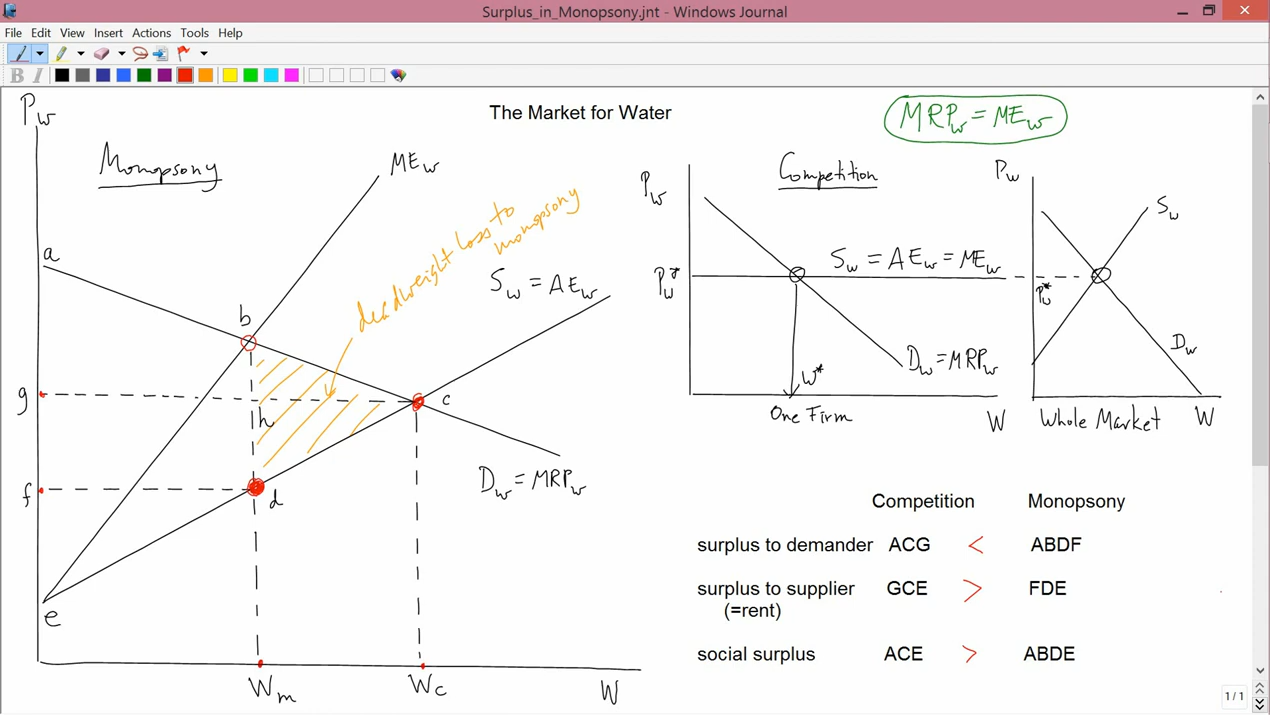 Surplus_in_Monopsony.jnt - Windows Journal
File Edit View Insert Actions Tools Help
B I
The Market for Water
MRPw = MEw
Pw
Monopsony
MEw
a
b
deadweight loss to
monopsony
Sw = AEw
g
h
c
f
d
Dw = MRPw
e
Wm
Wc
W
Competition
Pw
Sw = AEw = MEw
Pw*
Dw = MRPw
W*
One Firm
W
Pw
Sw
Pw*
Dw
Whole Market
W
Competition Monopsony
surplus to demander ACG < ABDF
surplus to supplier GCE > FDE
(=rent)
social surplus ACE > ABDE
1 / 1